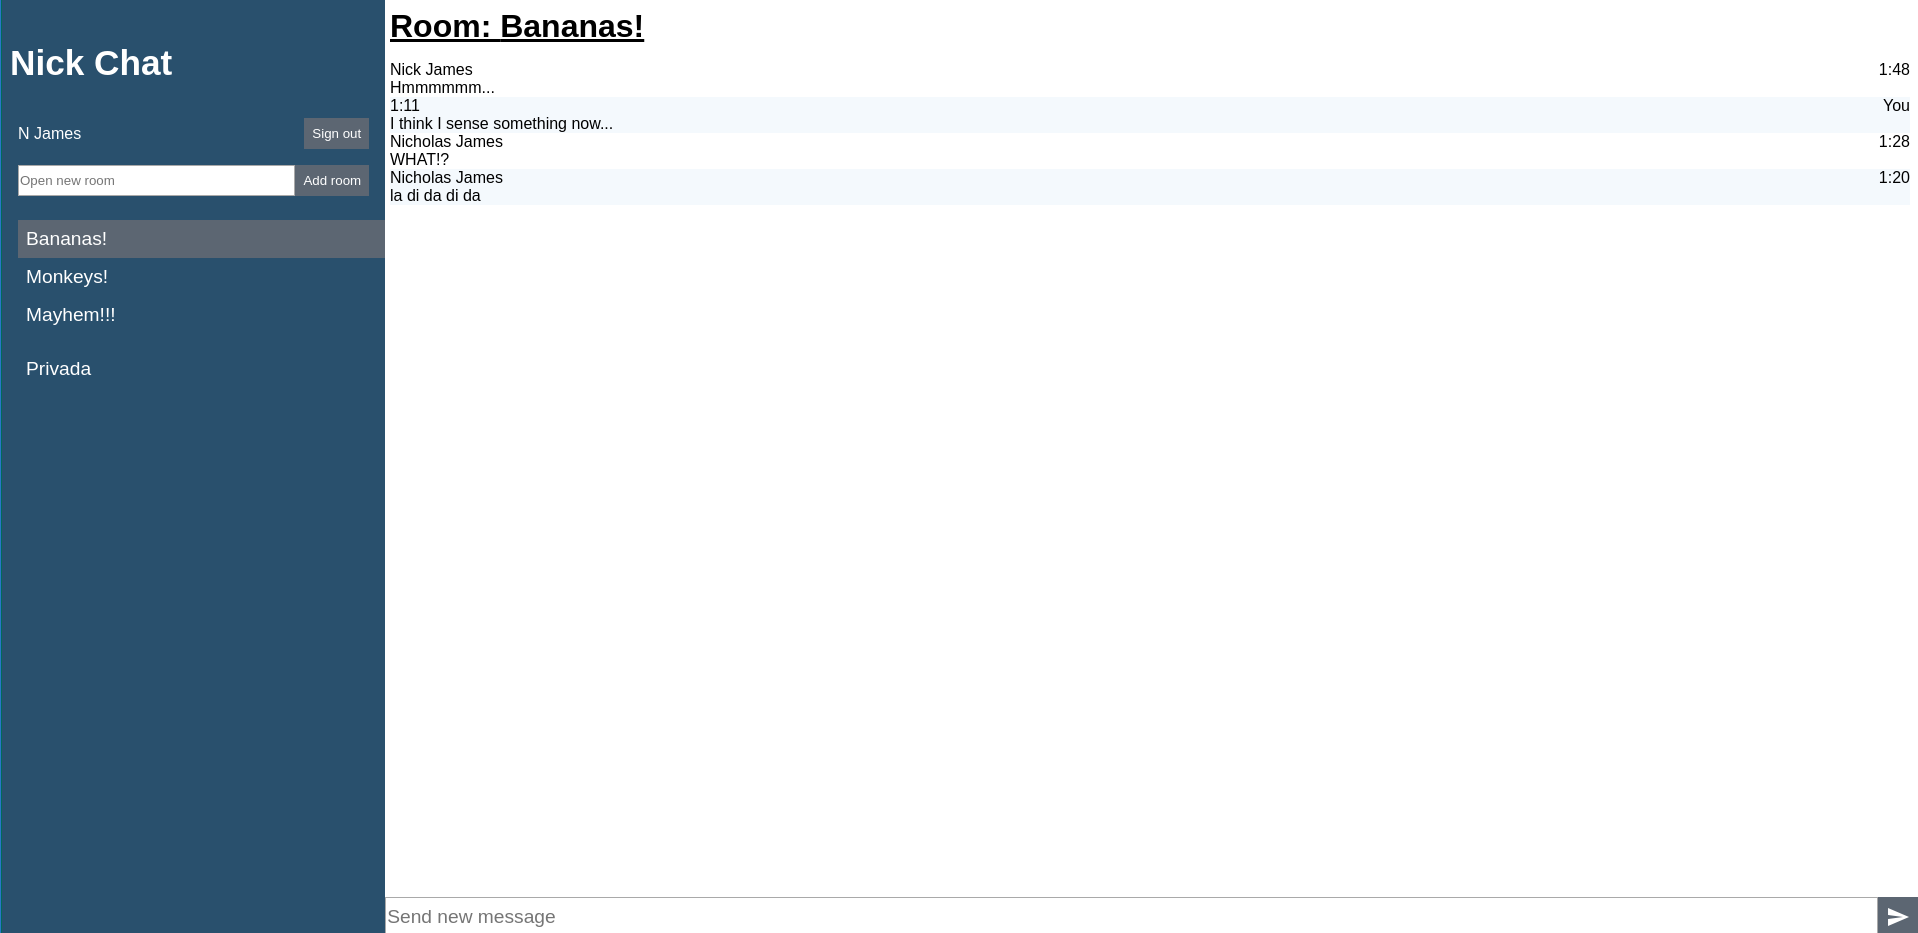 Nick Chat
N James
Sign out
Open new room
Add room
Bananas!
Monkeys!
Mayhem!!!
Privada
Room: Bananas!
Nick James 1:48
Hmmmmmm...
1:11 You
I think I sense something now...
Nicholas James 1:28
WHAT!?
Nicholas James 1:20
la di da di da
Send new message